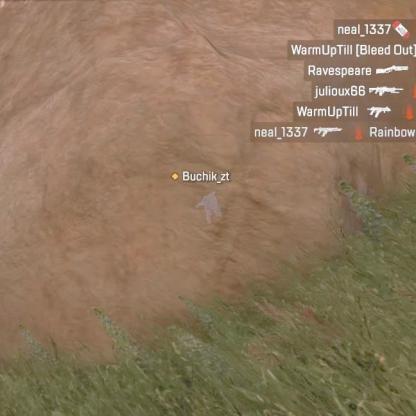 neal_1337
WarmUpTill [Bleed Out]
Ravespeare
julioux66
WarmUpTill
neal_1337 Rainbow
Buchik_zt